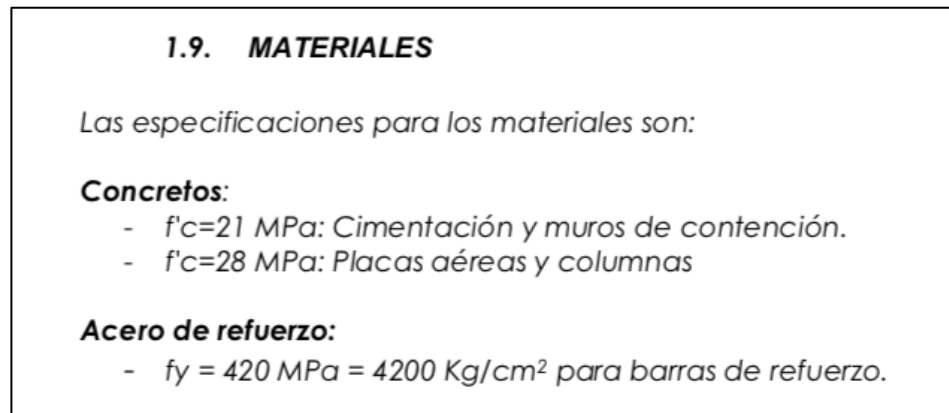 1.9. MATERIALES
Las especificaciones para los materiales son:
Concretos:
- f'c=21 MPa: Cimentación y muros de contención.
- f'c=28 MPa: Placas aéreas y columnas
Acero de refuerzo:
- fy = 420 MPa = 4200 Kg/cm² para barras de refuerzo.